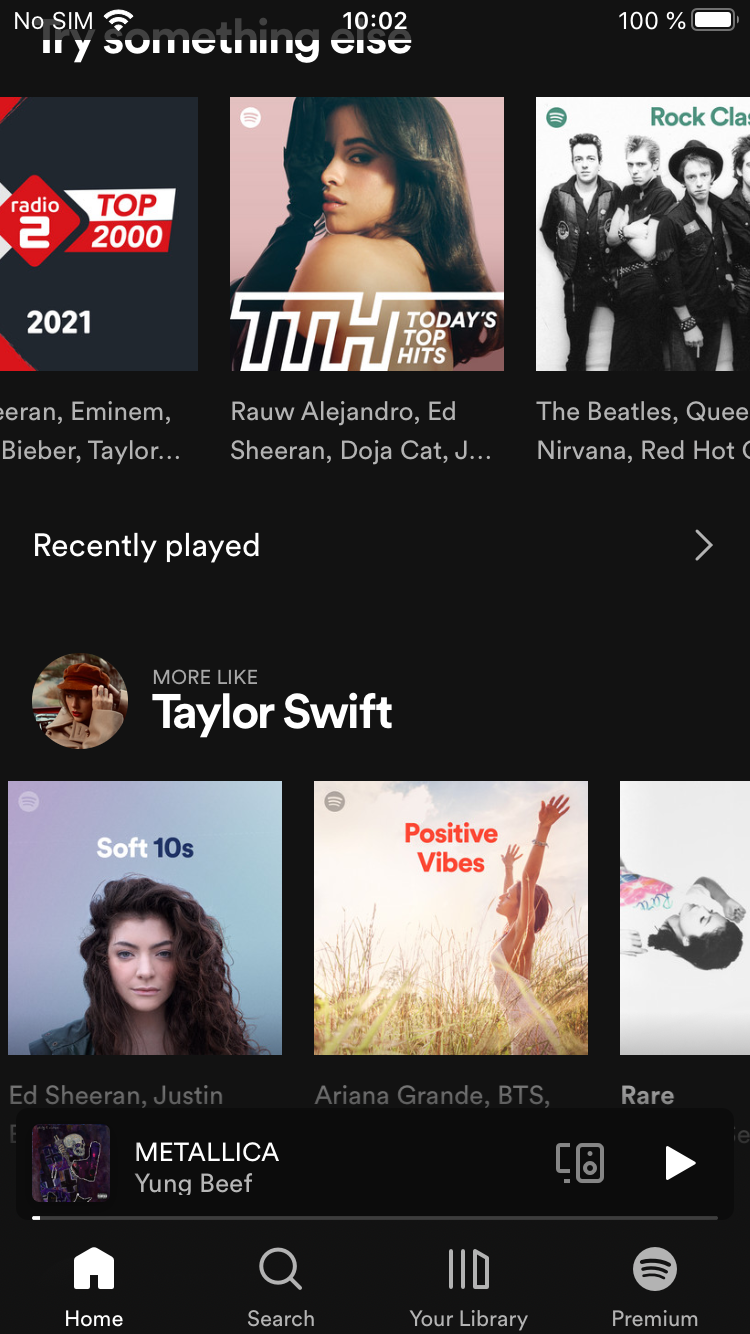 No SIM 10:02 100 %
Try something else
radio
2
TOP
2000
2021
TODAY'S
TOP
HITS
TTH
Rock
Eminem,
Bieber, Taylor…
Rauw Alejandro, Ed
Sheeran, Doja Cat, J…
The Beatles,
Nirvana, Red Hot
Recently played
MORE LIKE
Taylor Swift
Soft 10s
Positive
Vibes
Ed Sheeran, Justin
Ariana Grande, BTS,
Rare
METALLICA
Yung Beef
Home
Search
Your Library
Premium